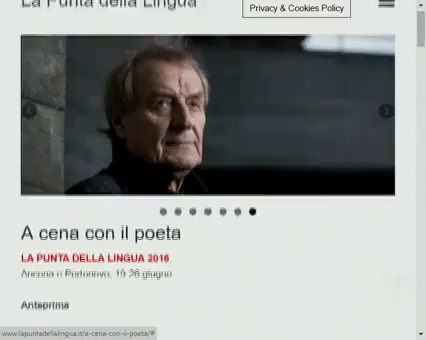 La Punta della Lingua
Privacy & Cookies Policy
A cena con il poeta
LA PUNTA DELLA LINGUA 2016
Ancona e Portonovo, 19-26 giugno
Anteprima
www.lapuntadellalingua.it/a-cena-con-il-poeta/#